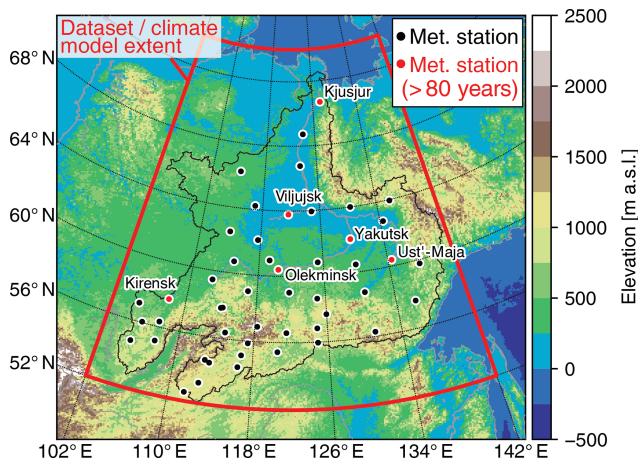 Dataset / climate
model extent
Met. station
Met. station
(> 80 years)
Kjusjur
Viljujsk
Yakutsk
Ust'-Maja
Olekminsk
Kirensk
68° N
64° N
60° N
56° N
52° N
102° E
110° E
118° E
126° E
134° E
142° E
2500
2000
1500
1000
500
0
−500
Elevation [m a.s.l.]